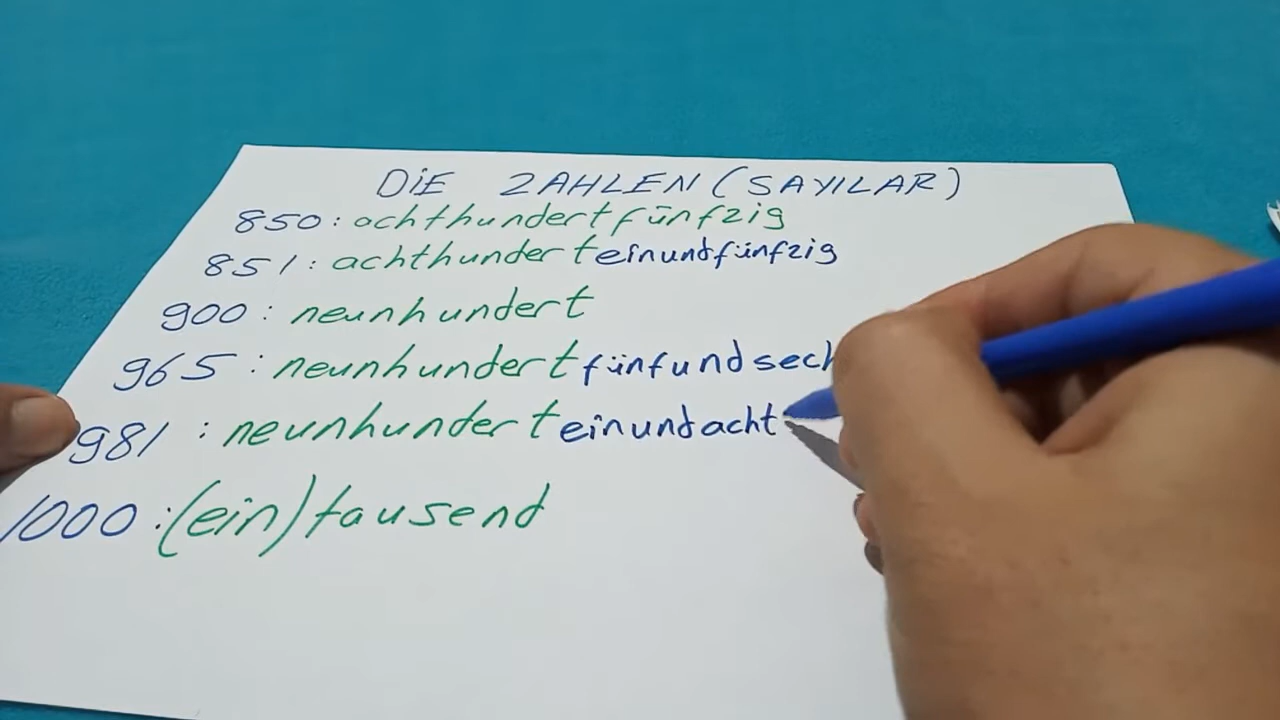 DiE ZAHLEN (SAYILAR)
850: achthundertfünfzig
851: achthunderteinundfünfzig
900: neunhundert
965: neunhundertfünfundsech
981: neunhunderteinundacht
1000:(ein)tausend